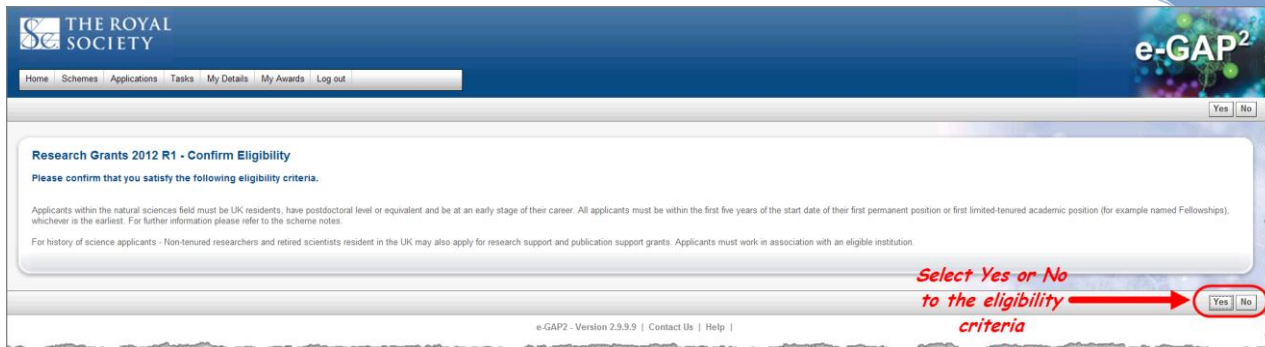 THE ROYAL
SOCIETY
e-GAP2
Home Schemes Applications Tasks My Details My Awards Log out
Yes No
Research Grants 2012 R1 - Confirm Eligibility
Please confirm that you satisfy the following eligibility criteria.
Applicants within the natural sciences field must be UK residents, have postdoctoral level or equivalent and be at an early stage of their career. All applicants must be within the first five years of the start date of their first permanent position or first limited-tenured academic position (for example named Fellowships),
whichever is the earliest. For further information please refer to the scheme notes.
For history of science applicants - Non-tenured researchers and retired scientists resident in the UK may also apply for research support and publication support grants. Applicants must work in association with an eligible institution.
Select Yes or No
to the eligibility
criteria
Yes No
e-GAP2 - Version 2.9.9.9 | Contact Us | Help |